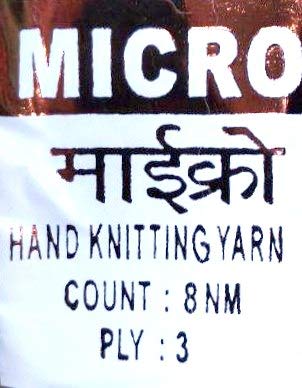 MICRO
माईक्रो
HAND KNITTING YARN
COUNT : 8 NM
PLY : 3